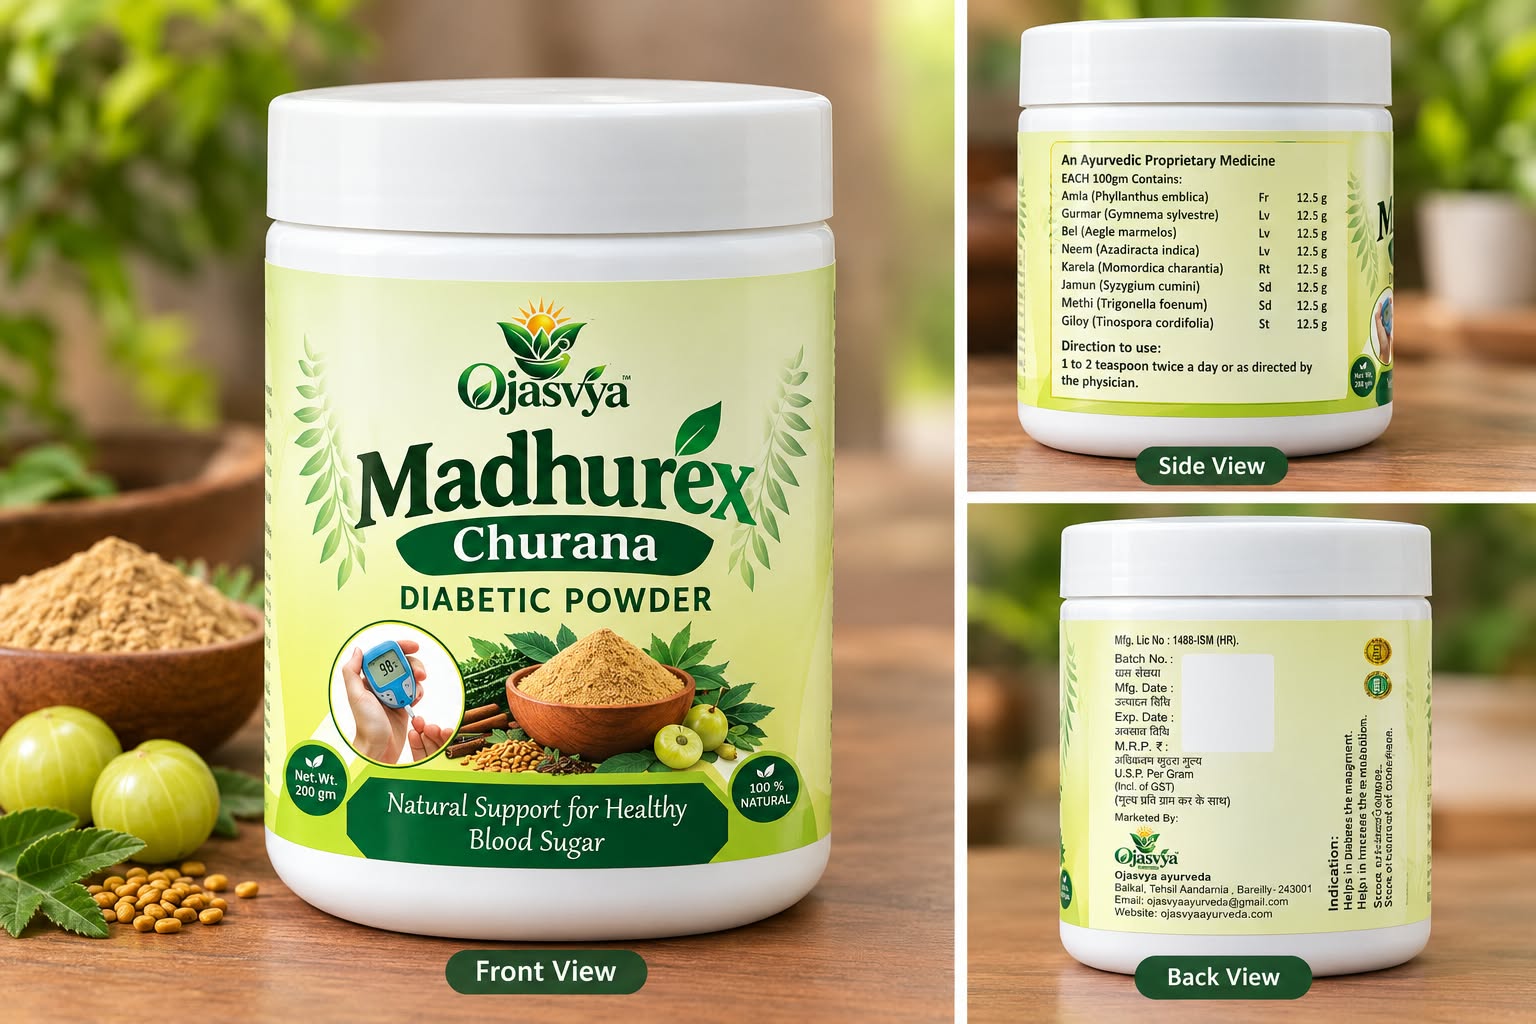 Ojasvya™
Madhurex
Churana
DIABETIC POWDER
98
Net.Wt.
200 gm
100 %
NATURAL
Natural Support for Healthy
Blood Sugar
Front View
An Ayurvedic Proprietary Medicine
EACH 100gm Contains:
Amla (Phyllanthus emblica) Fr 12.5 g
Gurmar (Gymnema sylvestre) Lv 12.5 g
Bel (Aegle marmelos) Lv 12.5 g
Neem (Azadiracta indica) Lv 12.5 g
Karela (Momordica charantia) Rt 12.5 g
Jamun (Syzygium cumini) Sd 12.5 g
Methi (Trigonella foenum) Sd 12.5 g
Giloy (Tinospora cordifolia) St 12.5 g
Direction to use:
1 to 2 teaspoon twice a day or as directed by
the physician.
Side View
Mfg. Lic No : 1488-ISM (HR).
Batch No. :
Mfg. Date :
Exp. Date :
M.R.P. ₹ :
U.S.P. Per Gram
(Incl. of GST)
(मूल्य प्रति ग्राम कर के साथ)
Marketed By:
Ojasvya
Ojasvya ayurveda
Balkal, Tehsil Aandarnia , Bareilly-243001
Email: ojasvyaayurveda@gmail.com
Website: ojasvyaayurveda.com
Indication:
Helps in Diabetes the
Back View